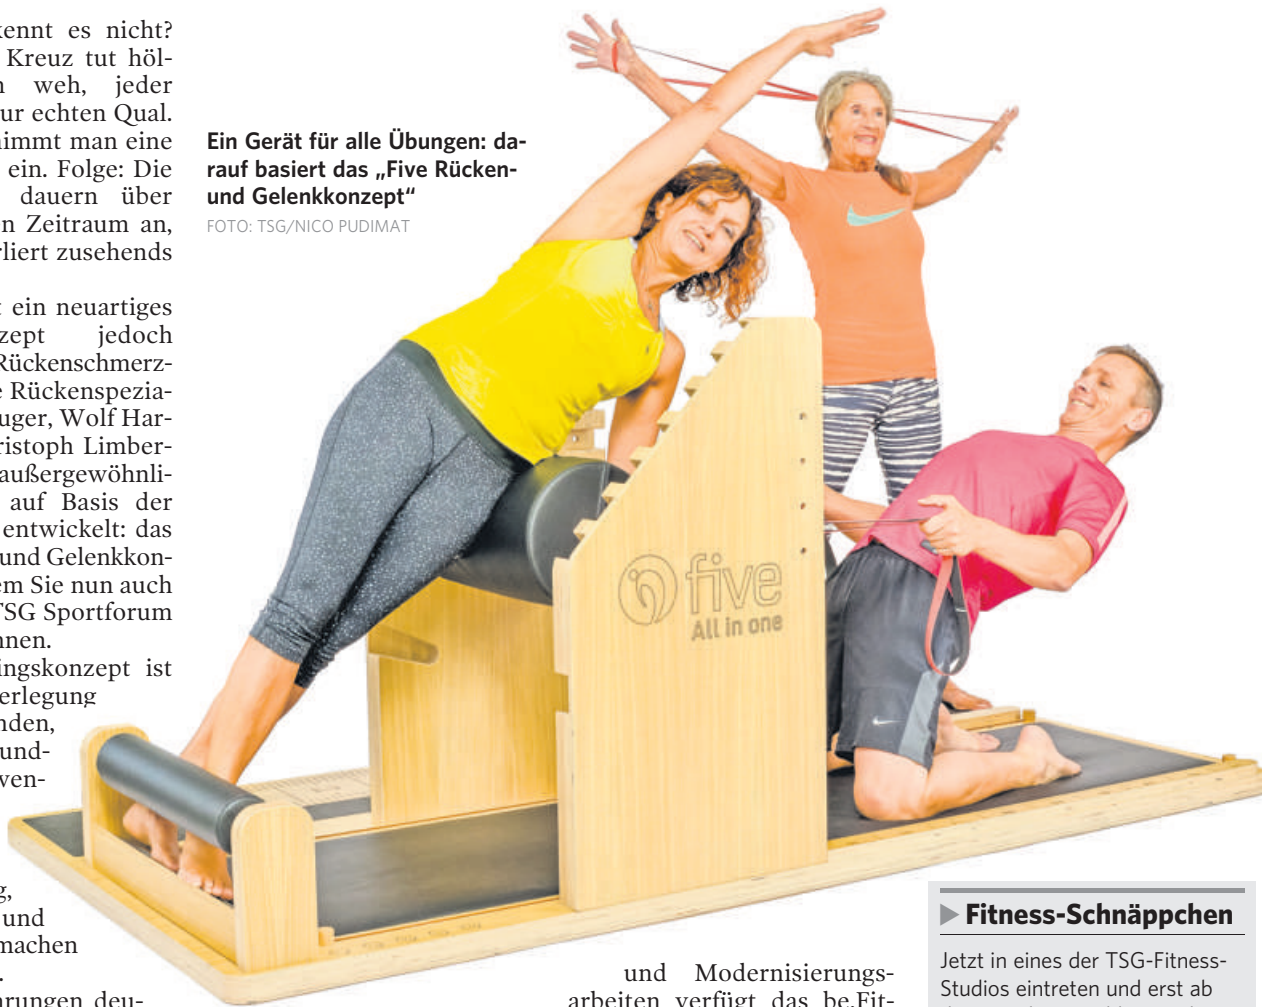 kennt es nicht?
Kreuz tut höl-
weh, jeder
ur echten Qual.
nimmt man eine
ein. Folge: Die
dauern über
n Zeitraum an,
rliert zusehends
ein neuartiges
zept jedoch
Rückenschmerz-
e Rückenspezia-
uger, Wolf Har-
ristoph Limber-
außergewöhnli-
auf Basis der
entwickelt: das
und Gelenkkon-
em Sie nun auch
TSG Sportforum
nnen.
ingskonzept ist
erlegung
nden,
und-
wen-
g,
und
machen
.
hrungen deu-
Ein Gerät für alle Übungen: da-
rauf basiert das „Five Rücken-
und Gelenkkonzept“
FOTO: TSG/NICO PUDIMAT
five
All in one
und Modernisierungs-
arbeiten verfügt das be.Fit-
Fitness-Schnäppchen
Jetzt in eines der TSG-Fitness-
Studios eintreten und erst ab